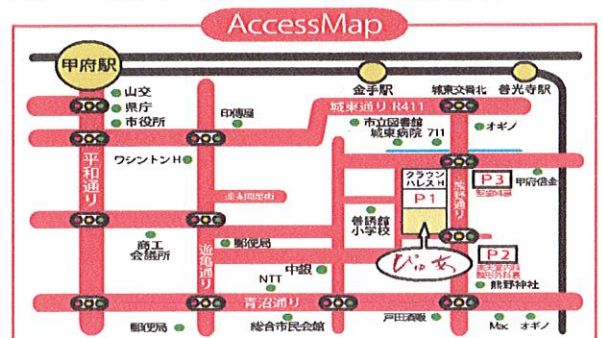 AccessMap
甲府駅
金手駅
城東交番北
善光寺駅
山交
県庁
市役所
印傳屋
城東通り R411
市立図書館
城東病院 711
オギノ
ワシントンH
平和通り
クラウン
パレスH
P1
P3
甲府信金
熊野通り
善誘館
小学校
商工
会議所
遊亀通り
郵便局
中銀
NTT
ぴゅあ
P2
熊野神社
青沼通り
郵便局
総合市民会館
戸田酒販
Mac
オギノ